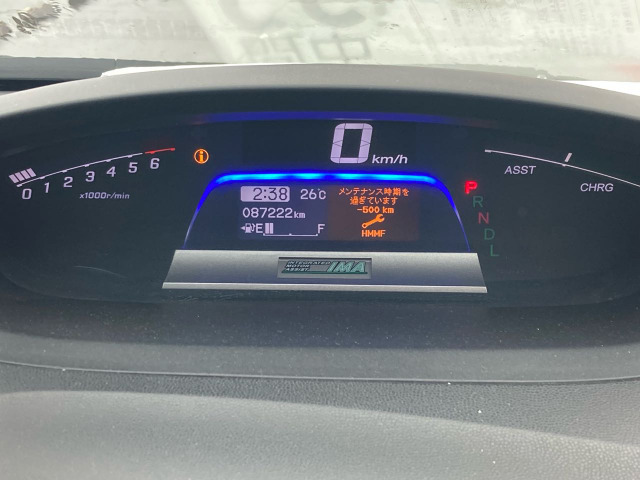 0 km/h
0 1 2 3 4 5 6
x1000r/min
2:38 26℃
087222km
E F
メンテナンス時期を
過ぎています
-500 km
HMMF
P
R
N
D
L
ASST CHRG
INTEGRATED
MOTOR
ASSIST
IMA